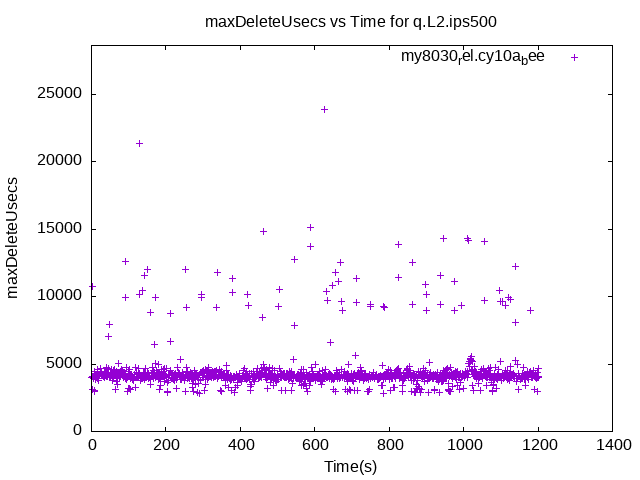 maxDeleteUsecs vs Time for q.L2.ips500
my8030rel.cy10abee
25000
20000
15000
10000
5000
0
maxDeleteUsecs
0 200 400 600 800 1000 1200 1400
Time(s)